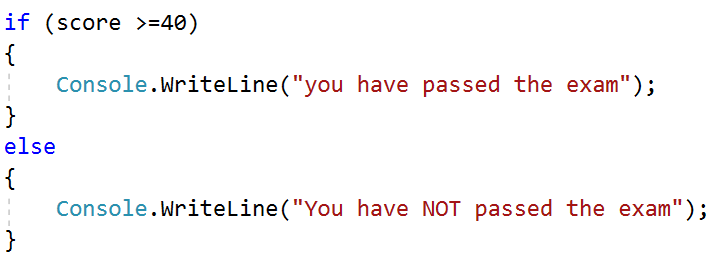 if (score >=40)
{
Console.WriteLine("you have passed the exam");
}
else
{
Console.WriteLine("You have NOT passed the exam");
}